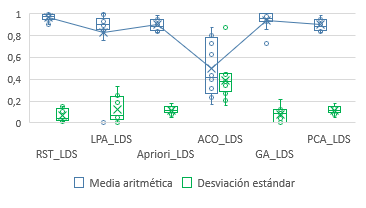 1
0,8
0,6
0,4
0,2
0
LPA_LDS ACO_LDS PCA_LDS
RST_LDS Apriori_LDS GA_LDS
Media aritmética Desviación estándar